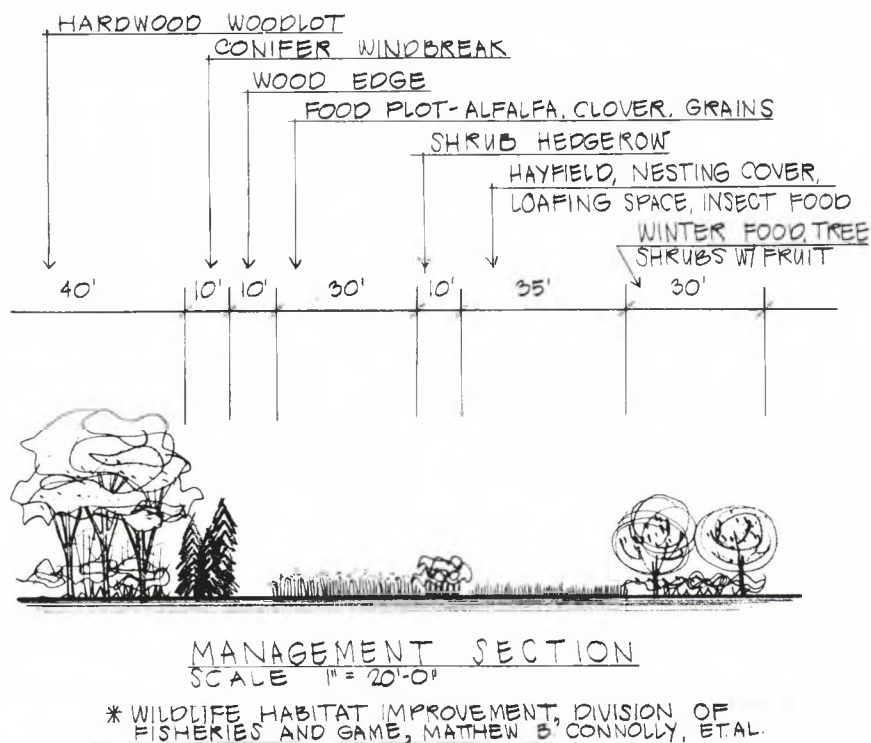 HARDWOOD WOODLOT
CONIFER WINDBREAK
WOOD EDGE
FOOD PLOT-ALFALFA, CLOVER, GRAINS
SHRUB HEDGEROW
HAYFIELD, NESTING COVER,
LOAFING SPACE, INSECT FOOD
WINTER FOOD, TREE
SHRUBS W/ FRUIT
40' 10' 10' 30' 10' 35' 30'
MANAGEMENT SECTION
SCALE 1" = 20'-0"
* WILDLIFE HABITAT IMPROVEMENT, DIVISION OF
FISHERIES AND GAME, MATTHEW B CONNOLLY, ET.AL.